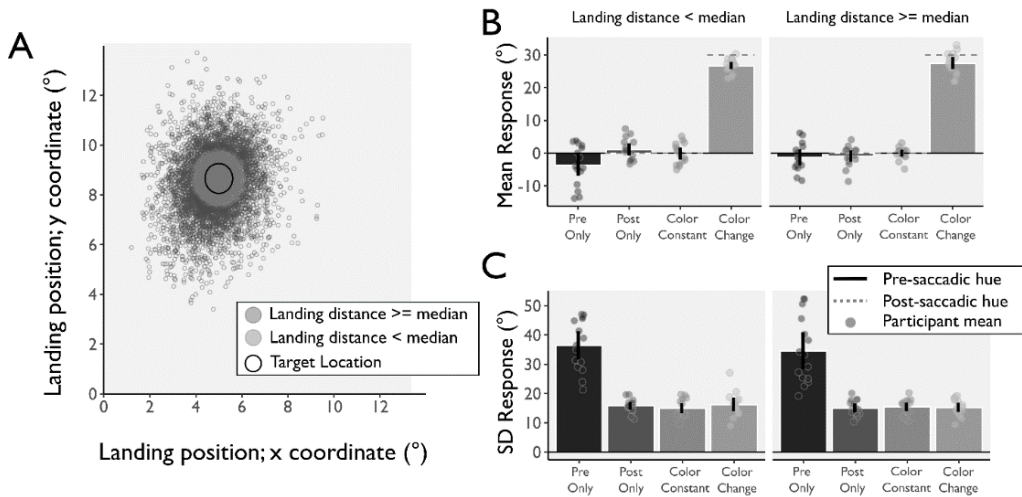 A
Landing position; y coordinate (°)
12
10
8
6
4
2
0
0 2 4 6 8 10 12
Landing position; x coordinate (°)
Landing distance >= median
Landing distance < median
Target Location
B
Landing distance < median Landing distance >= median
Mean Response (°)
30
20
10
0
-10
Pre Post Color Color Pre Post Color Color
Only Only Constant Change Only Only Constant Change
C
Pre-saccadic hue
Post-saccadic hue
Participant mean
SD Response (°)
50
40
30
20
10
0
Pre Post Color Color Pre Post Color Color
Only Only Constant Change Only Only Constant Change